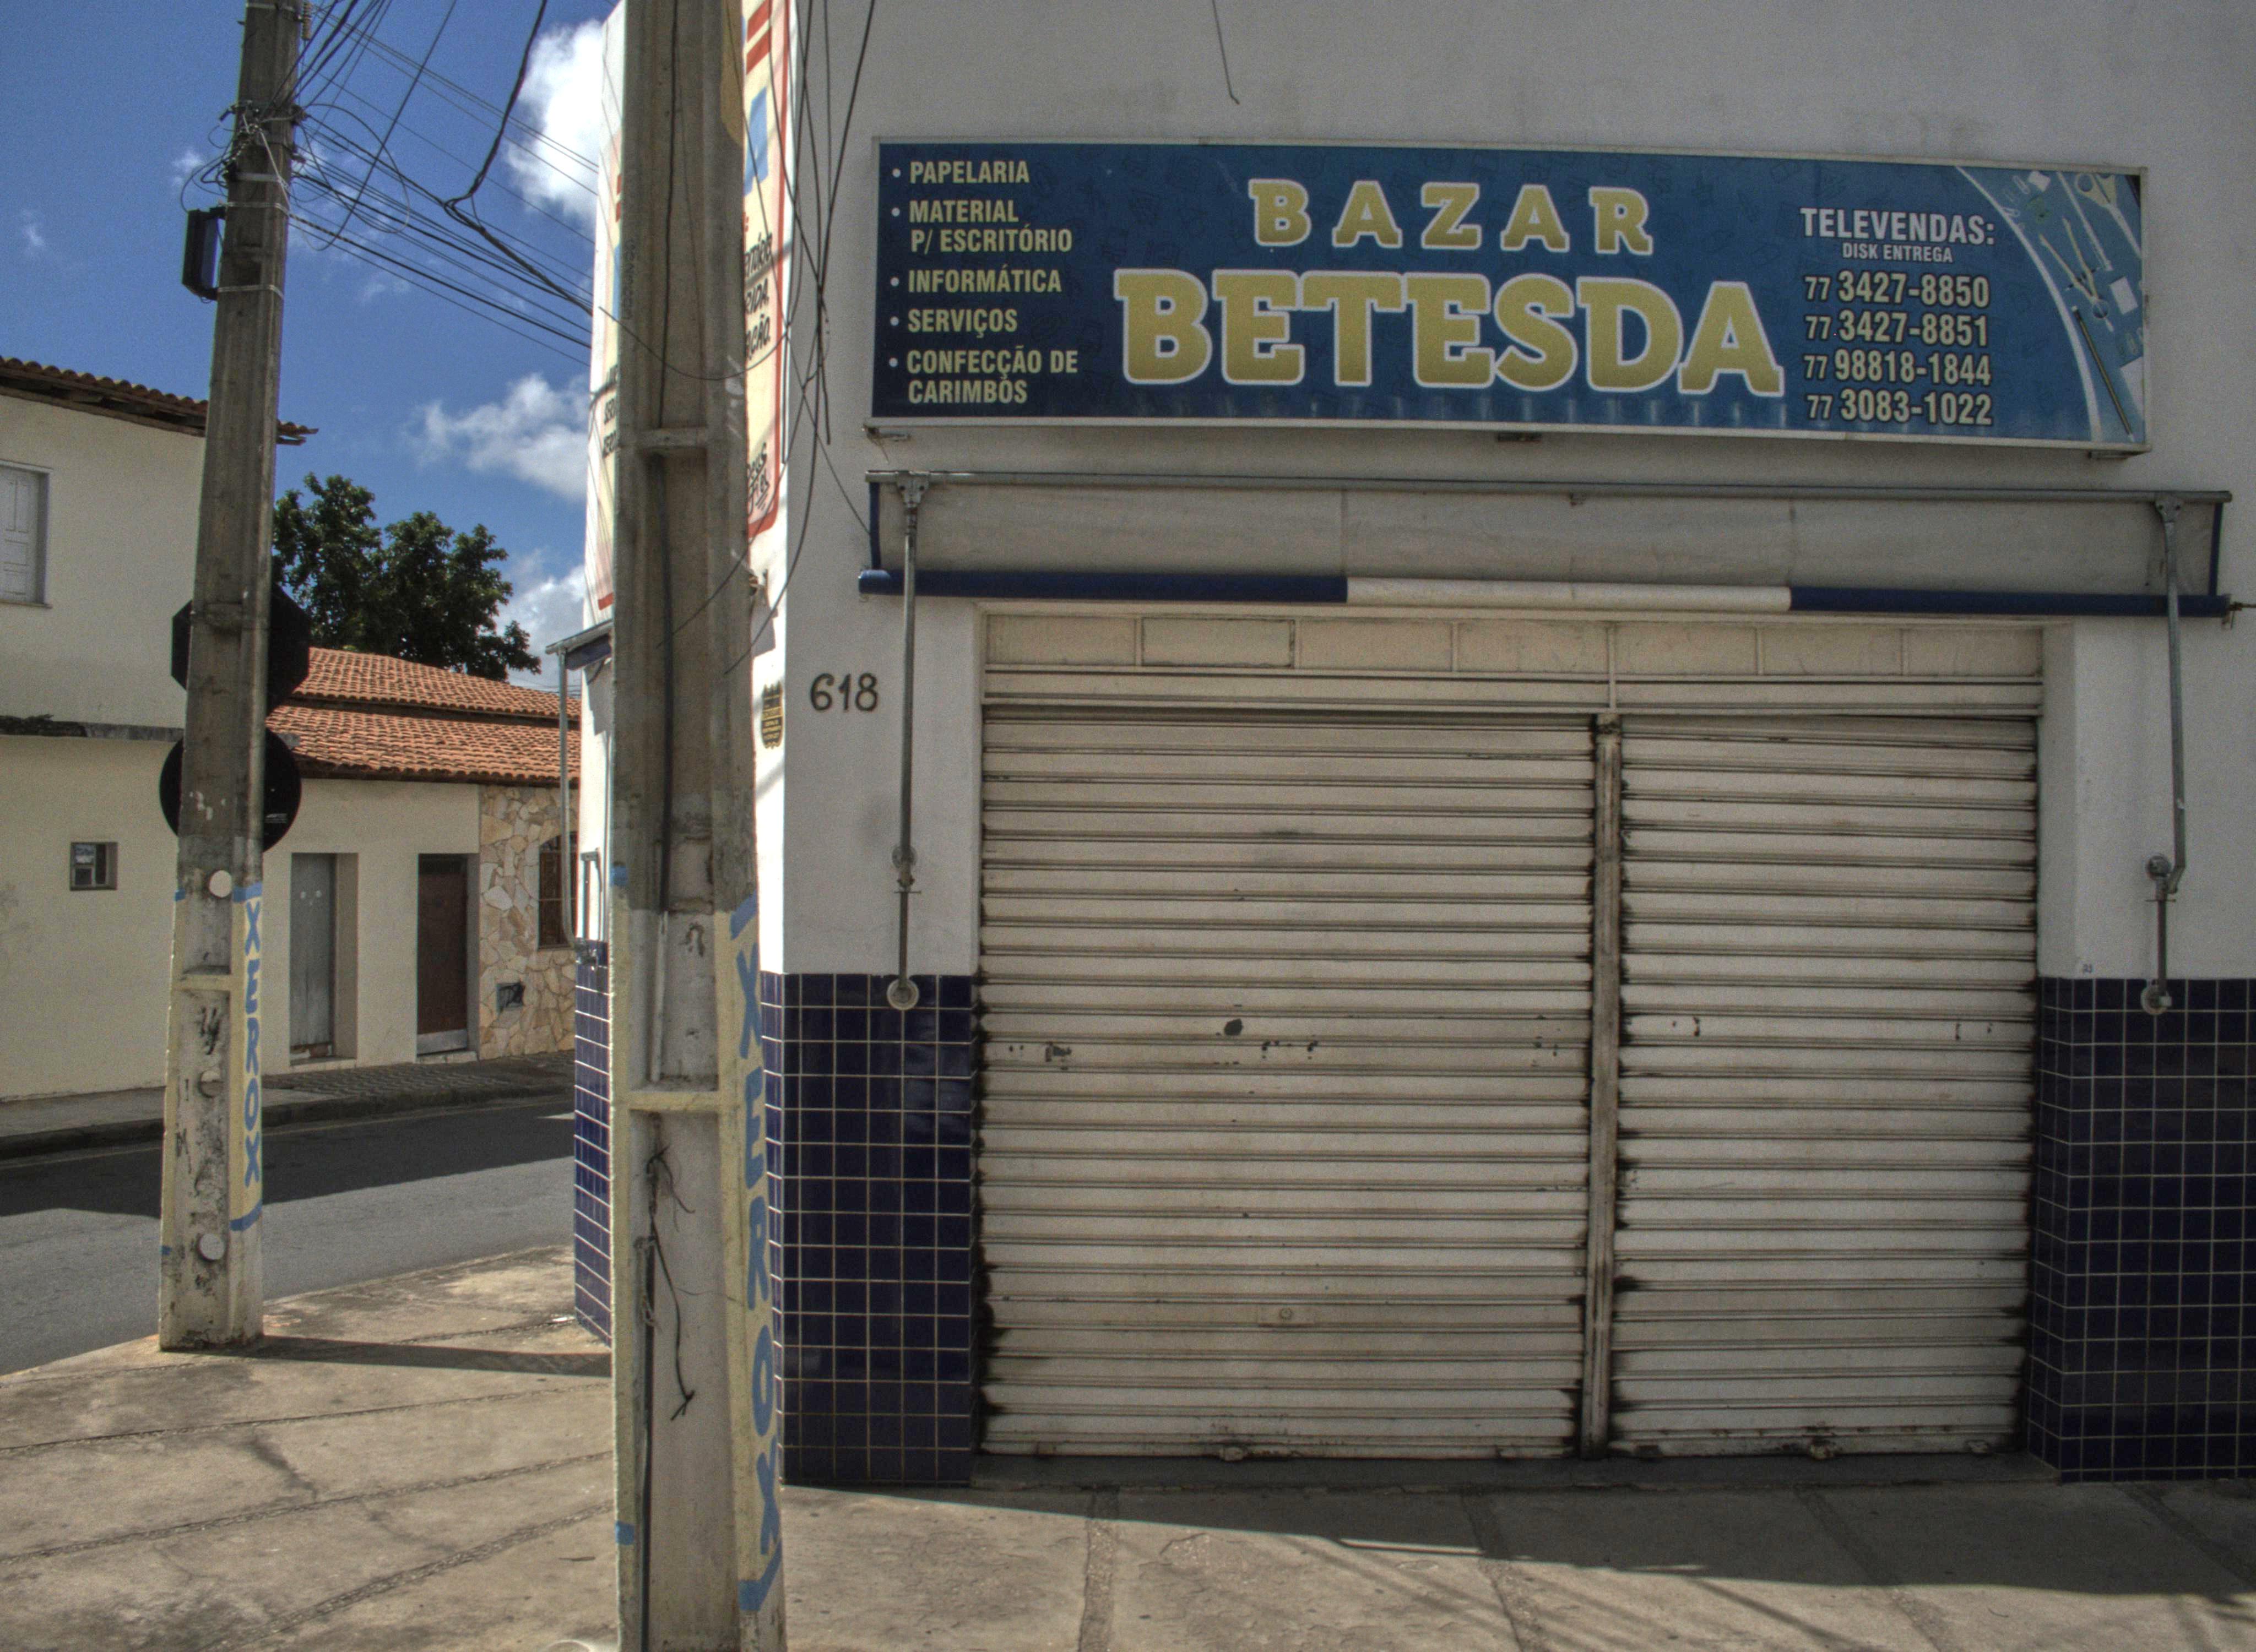 • PAPELARIA
• MATERIAL
P/ ESCRITÓRIO
• INFORMÁTICA
• SERVIÇOS
• CONFECÇÃO DE
CARIMBOS
BAZAR
BETESDA
TELEVENDAS:
DISK ENTREGA
77 3427-8850
77 3427-8851
77 98818-1844
77 3083-1022
618
XEROX
XEROX